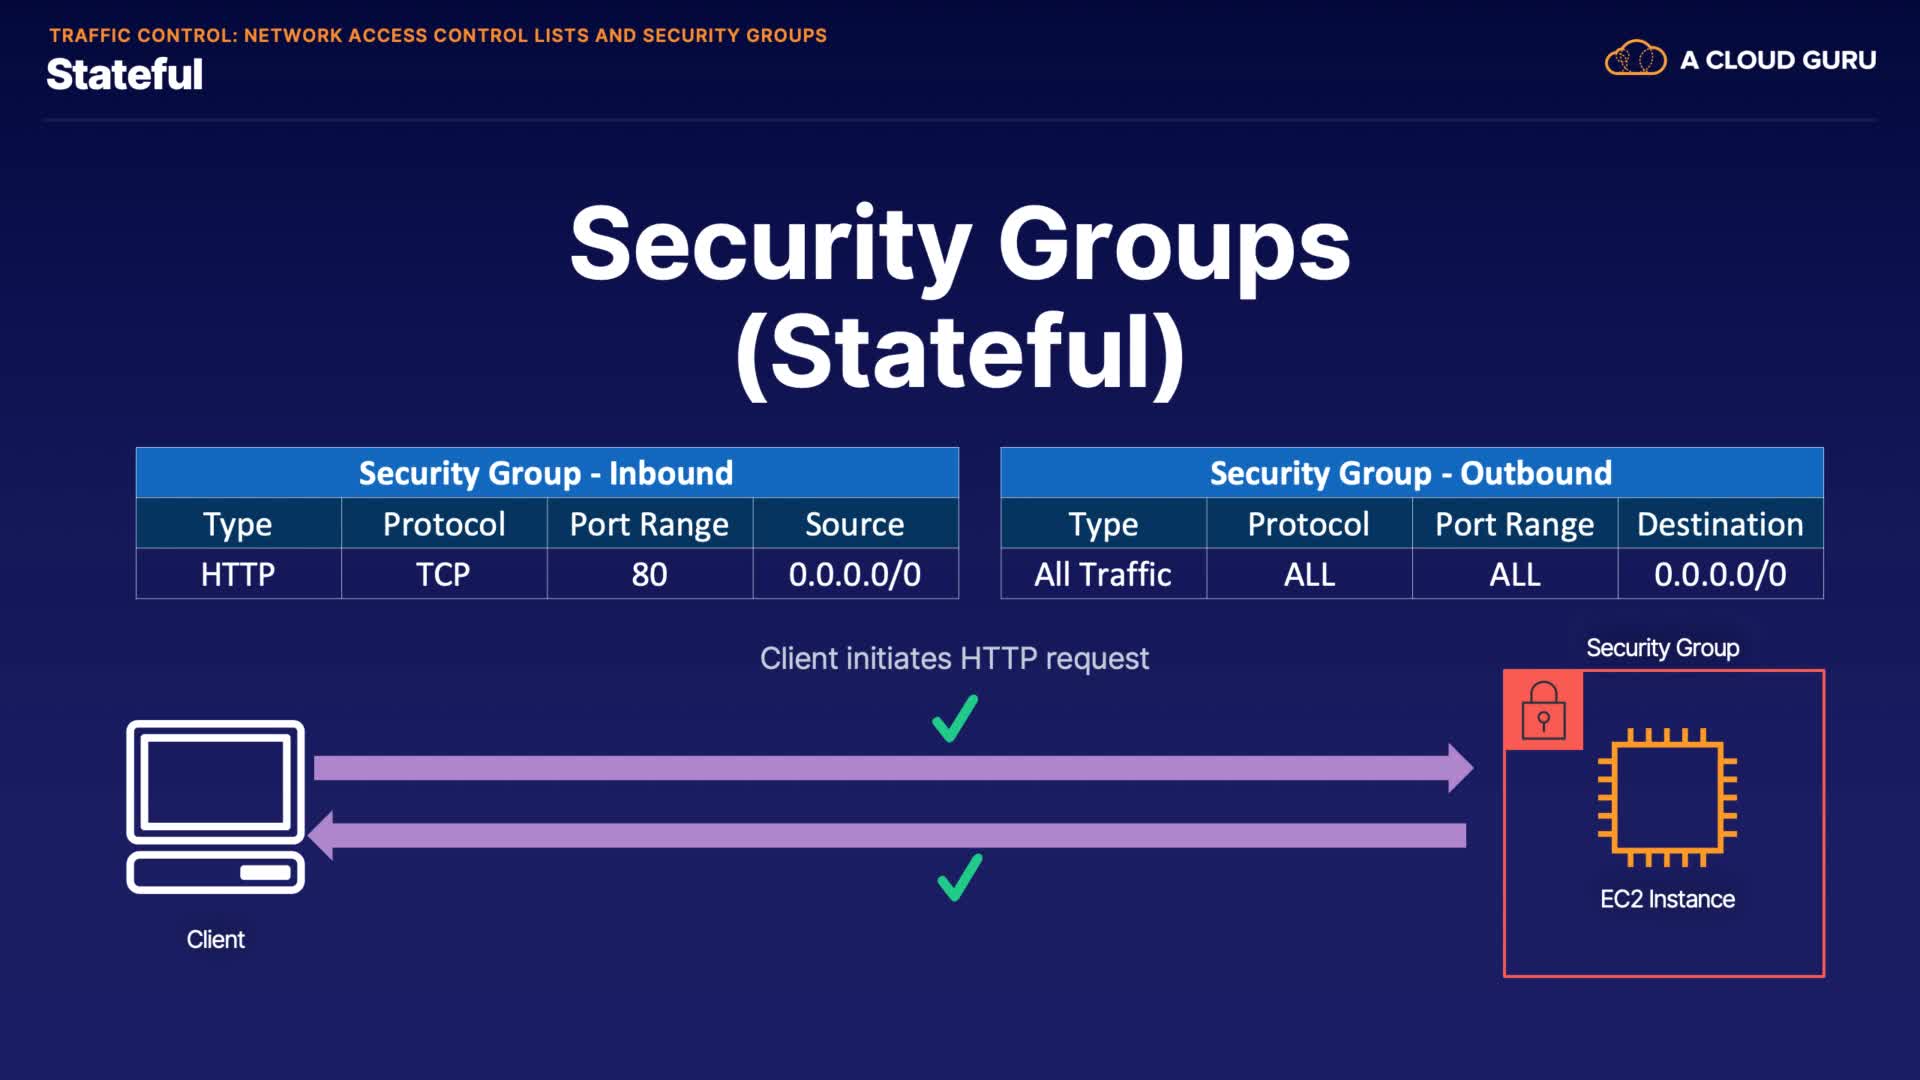 TRAFFIC CONTROL: NETWORK ACCESS CONTROL LISTS AND SECURITY GROUPS
Stateful
A CLOUD GURU
Security Groups
(Stateful)
Security Group - Inbound
Type Protocol Port Range Source
HTTP TCP 80 0.0.0.0/0
Security Group - Outbound
Type Protocol Port Range Destination
All Traffic ALL ALL 0.0.0.0/0
Client initiates HTTP request
Security Group
EC2 Instance
Client